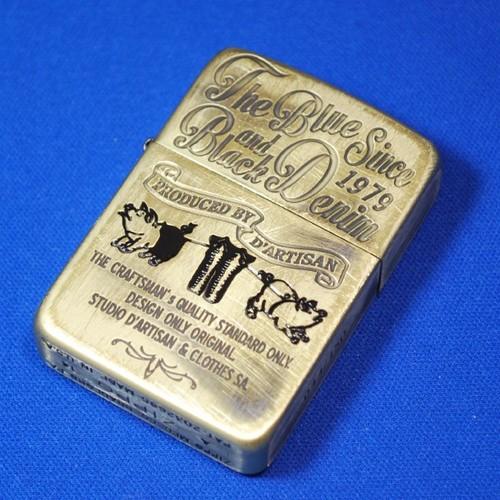 The Blue Since
1979
and
Black Denim
PRODUCED BY
D'ARTISAN
THE CRAFTSMAN'S QUALITY STANDARD ONLY.
DESIGN ONLY ORIGINAL.
STUDIO D'ARTISAN & CLOTHES SA.